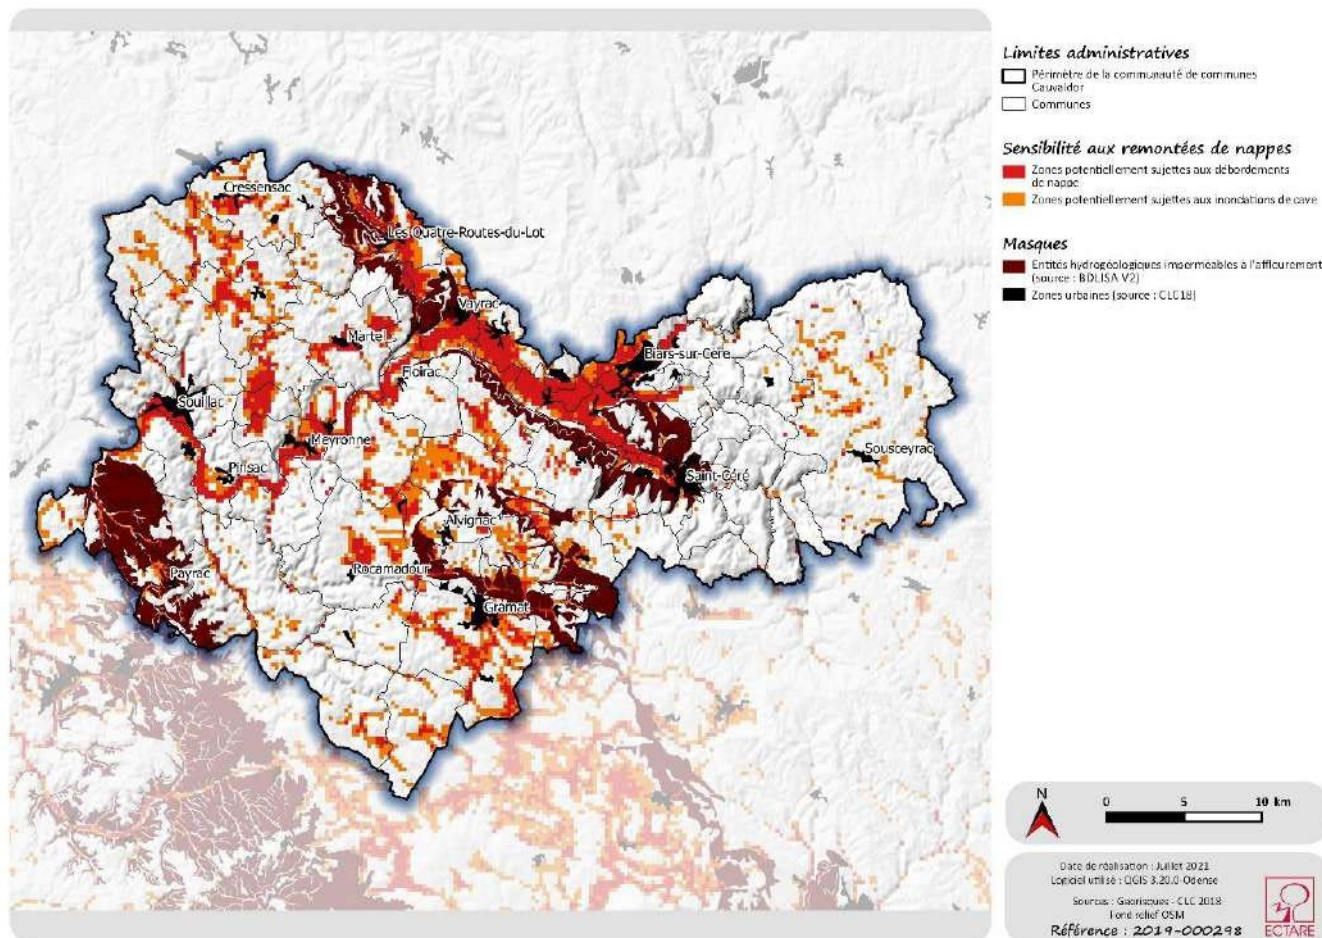 Cressensac
Les Quatre-Routes-du-Lot
Vayrac
Martel
Biars-sur-Cère
Floirac
Souillac
Meyronne
Sousceyrac
Pinsac
Saint-Céré
Alvignac
Payrac
Rocamadour
Gramat
Limites administratives
Périmètre de la communauté de communes
Cauvaldor
Communes
Sensibilité aux remontées de nappes
Zones potentiellement sujettes aux débordements
de nappe
Zones potentiellement sujettes aux inondations de cave
Masques
Entités hydrogéologiques imperméables à l'affleurement
(source : BDLISA V2)
Zones urbaines (source : CLC18)
N
0 5 10 km
Date de réalisation : Juillet 2021
Logiciel utilisé : QGIS 3.20.0-Odense
Sources : Georisques - CLC 2018
Fond relief OSM
Référence : 2019-000298
ECTARE